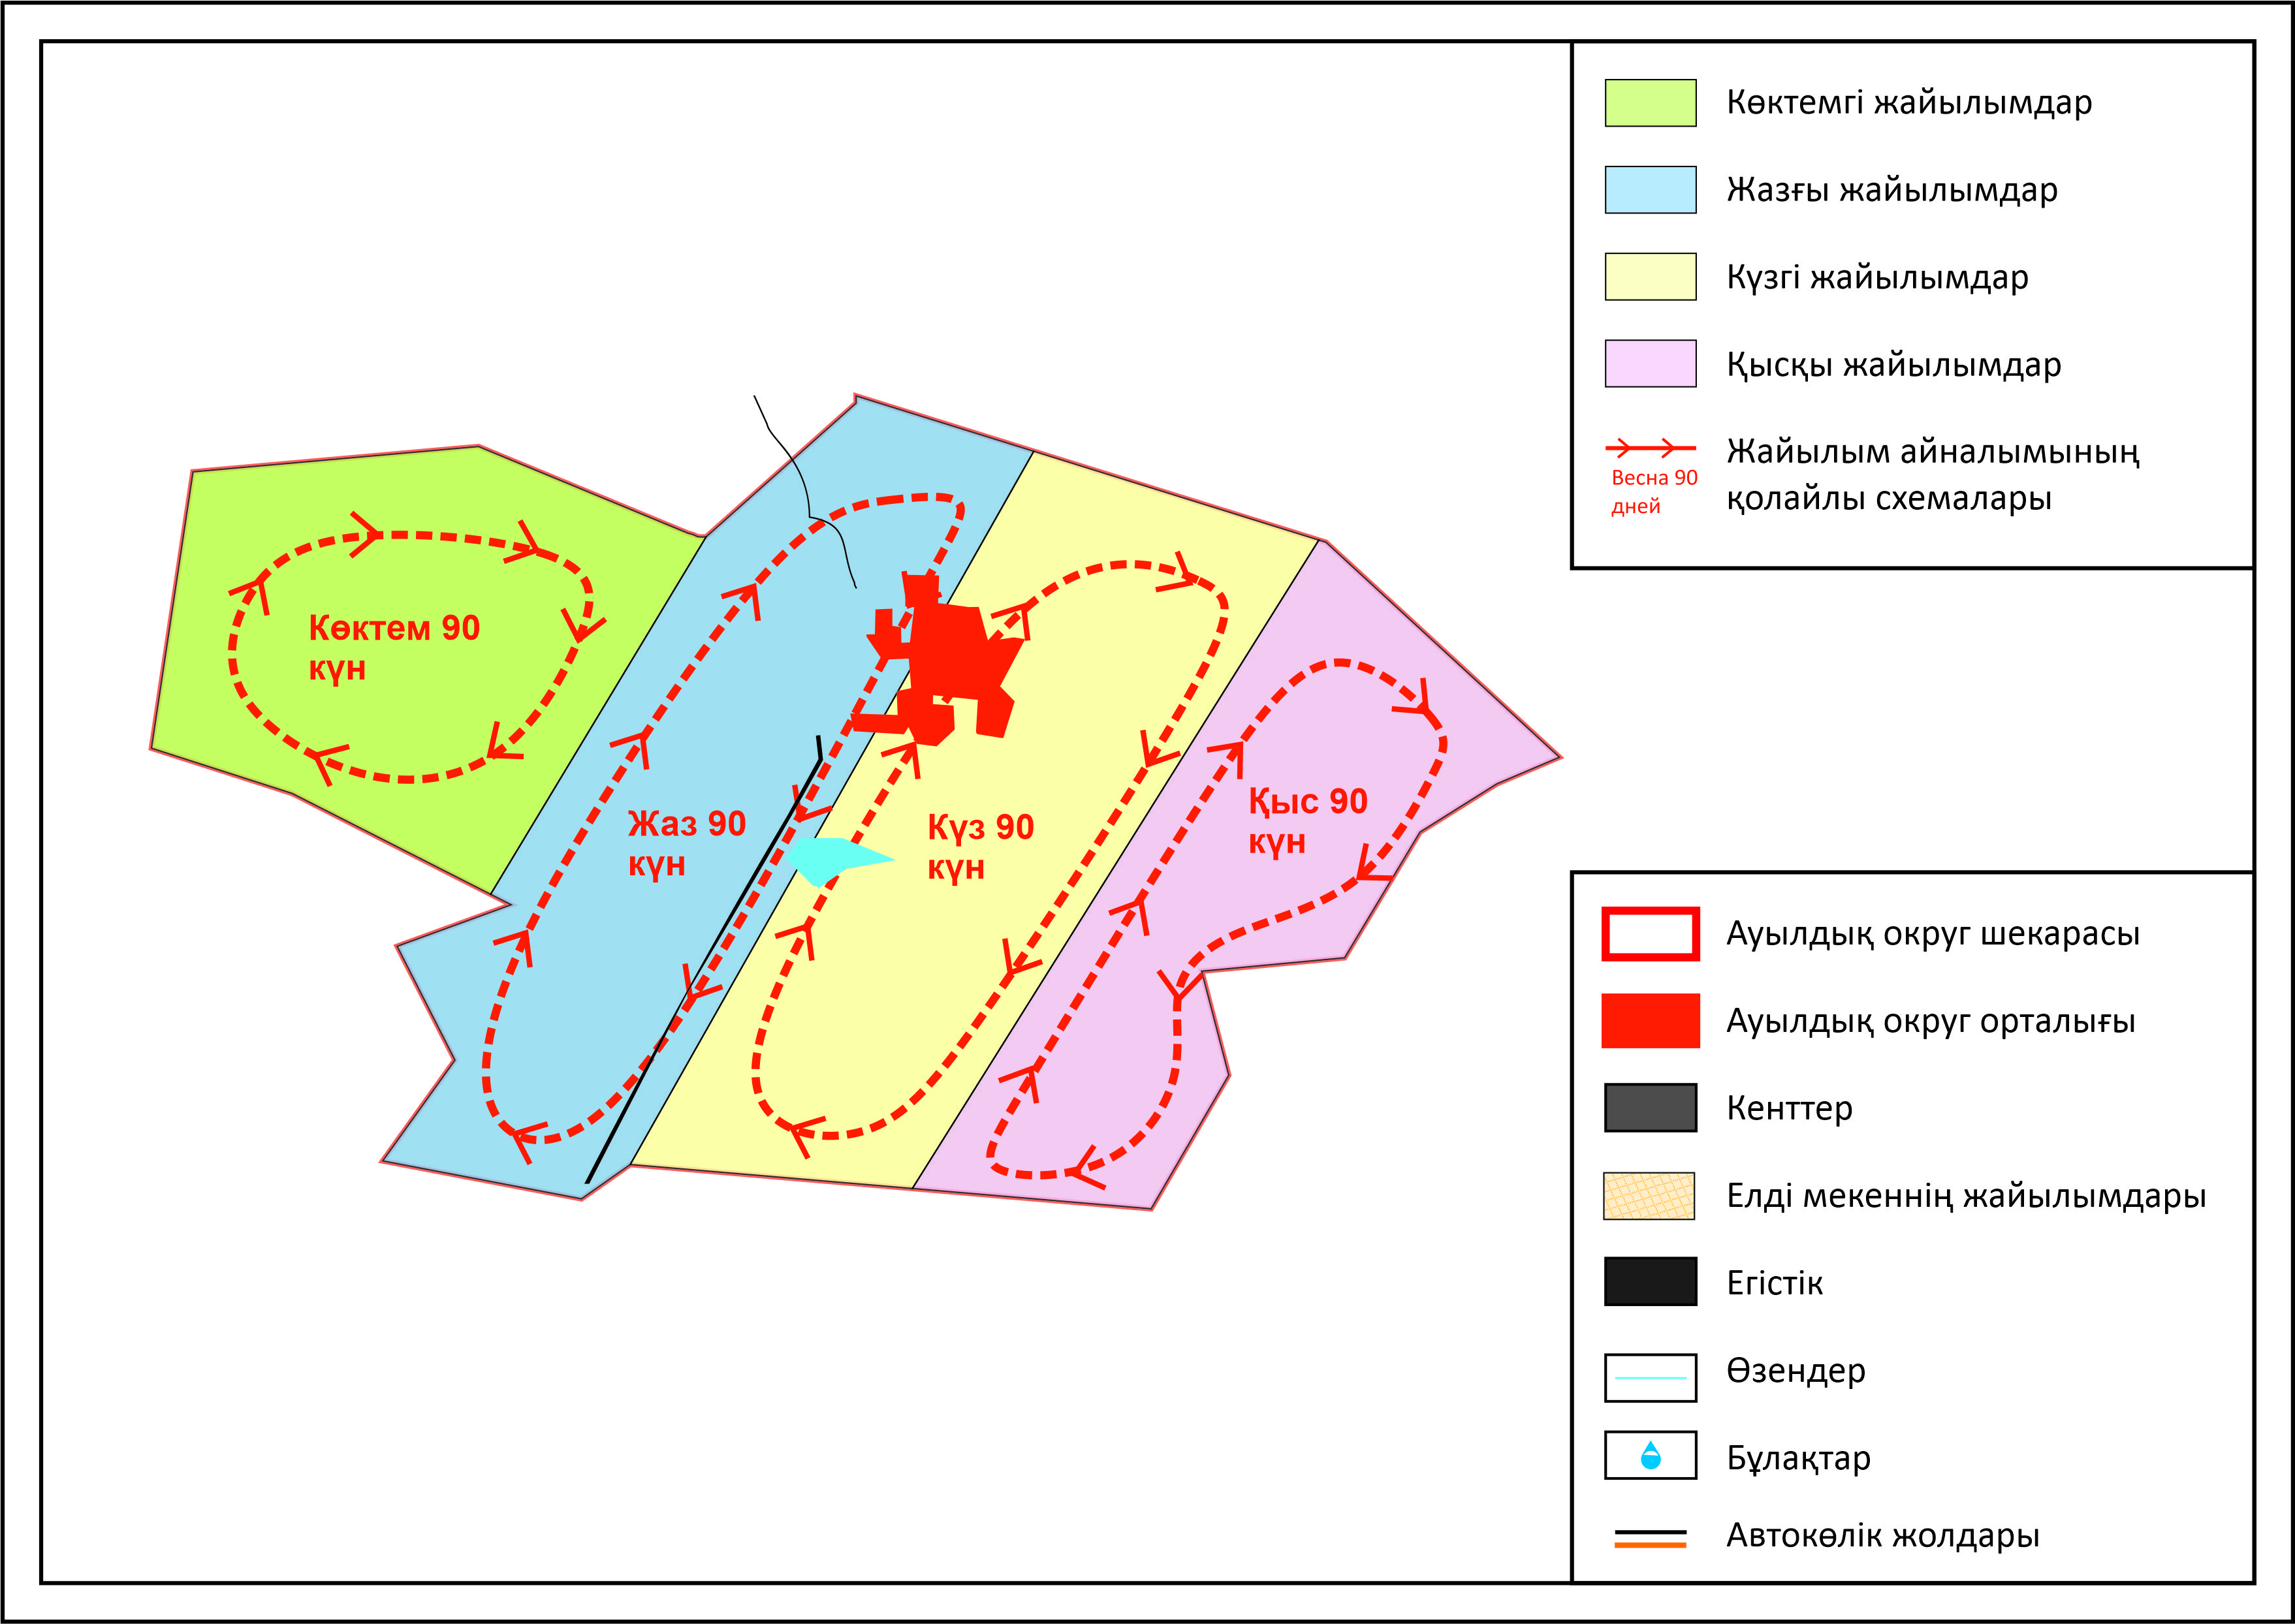 Көктемгі жайылымдар
Жазғы жайылымдар
Күзгі жайылымдар
Қысқы жайылымдар
Весна 90
дней
Жайылым айналымының
қолайлы схемалары
Көктем 90
күн
Жаз 90
күн
Күз 90
күн
Қыс 90
күн
Ауылдық округ шекарасы
Ауылдық округ орталығы
Кенттер
Елді мекеннің жайылымдары
Егістік
Өзендер
Бұлақтар
Автокөлік жолдары